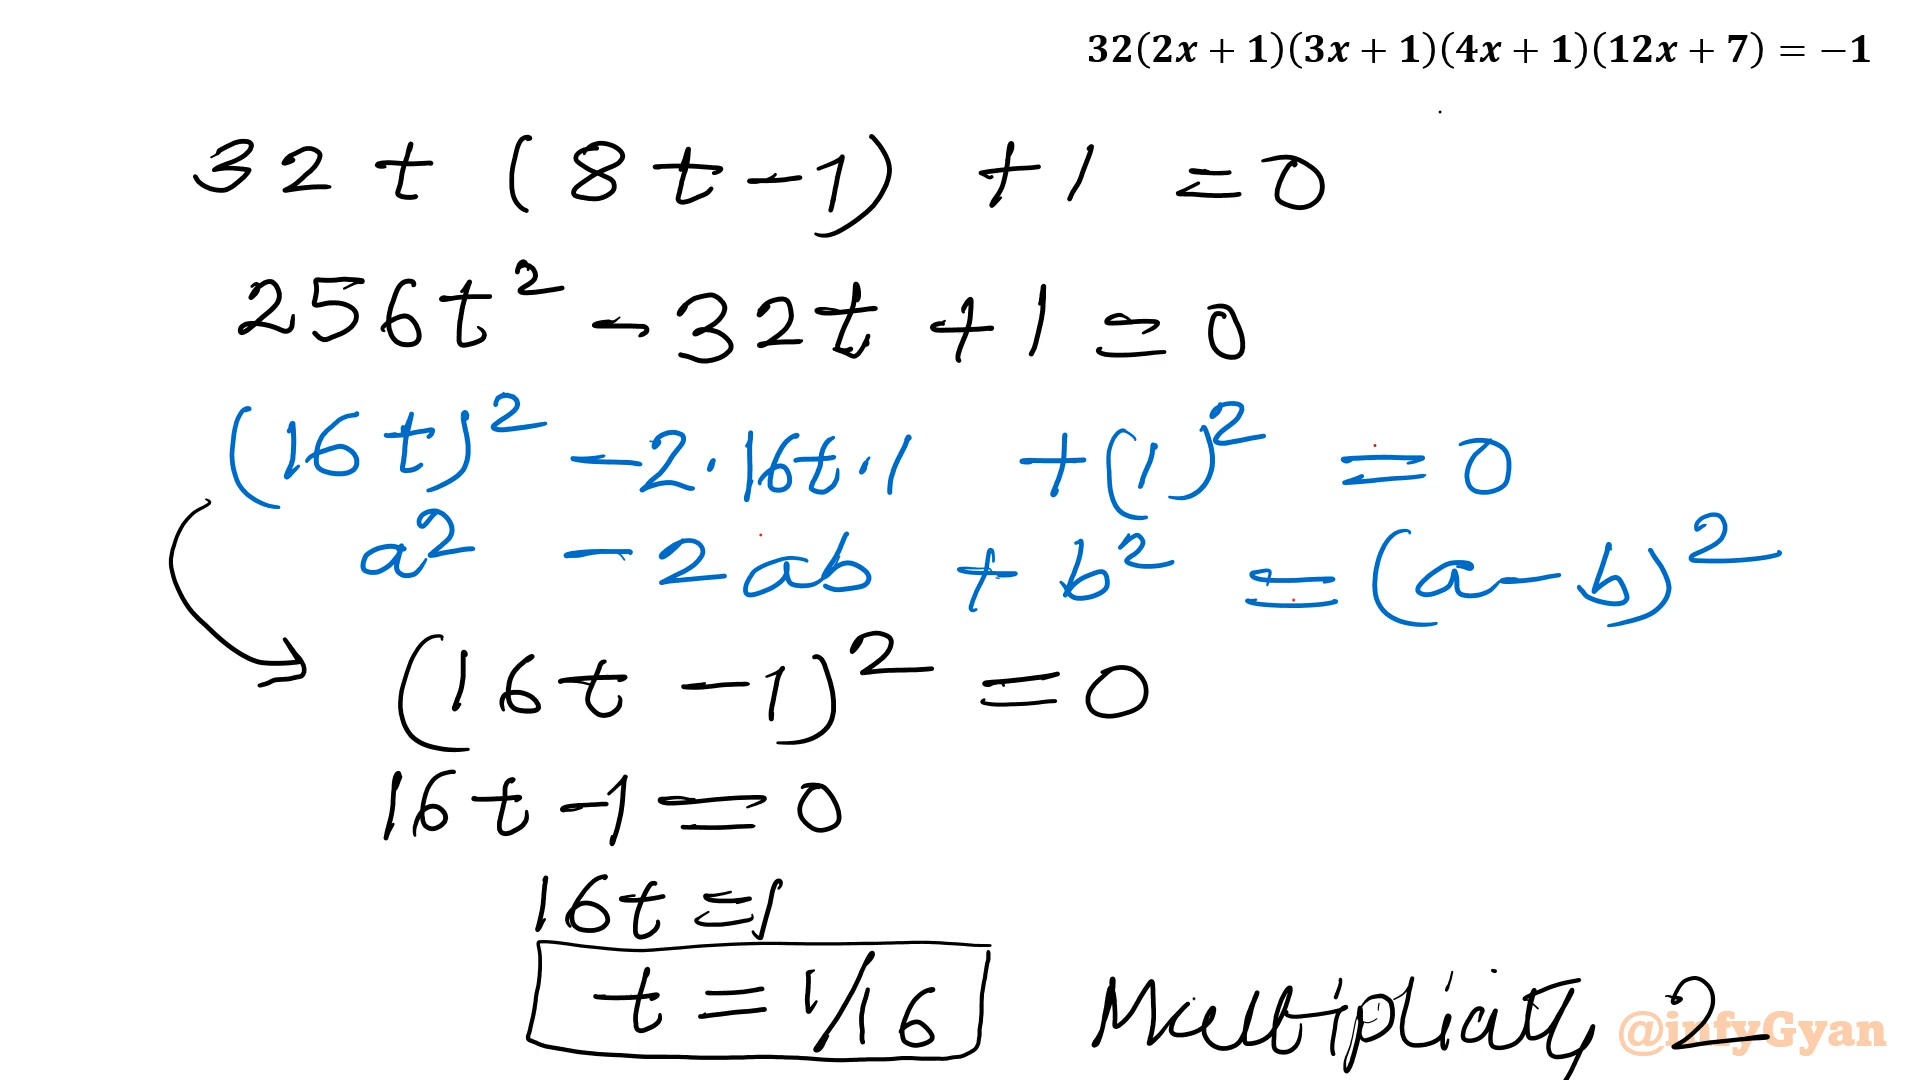 32(2x + 1)(3x + 1)(4x + 1)(12x + 7) = −1
32 t (8t - 1) + 1 = 0
256t² - 32t + 1 = 0
(16t)² - 2·16t·1 + (1)² = 0
a² - 2ab + b² = (a - b)²
(16t - 1)² = 0
16t - 1 = 0
16t = 1
t = 1/16
Multiplicity 2
@infyGyan